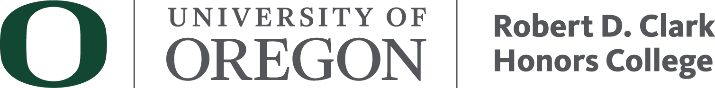 O
UNIVERSITY OF
OREGON
Robert D. Clark
Honors College